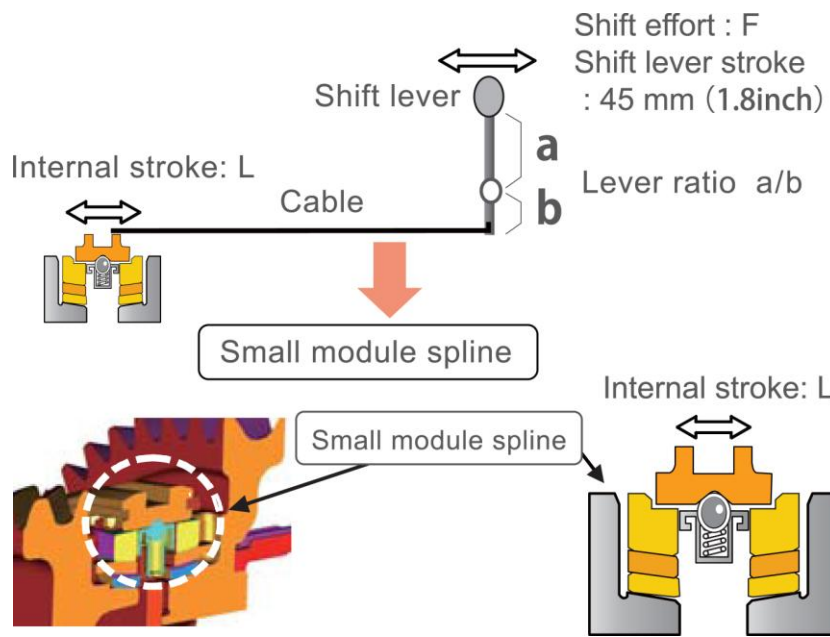 Shift effort : F
Shift lever stroke
: 45 mm (1.8inch)
Shift lever
a
Internal stroke: L
Lever ratio a/b
Cable
b
Small module spline
Internal stroke: L
Small module spline